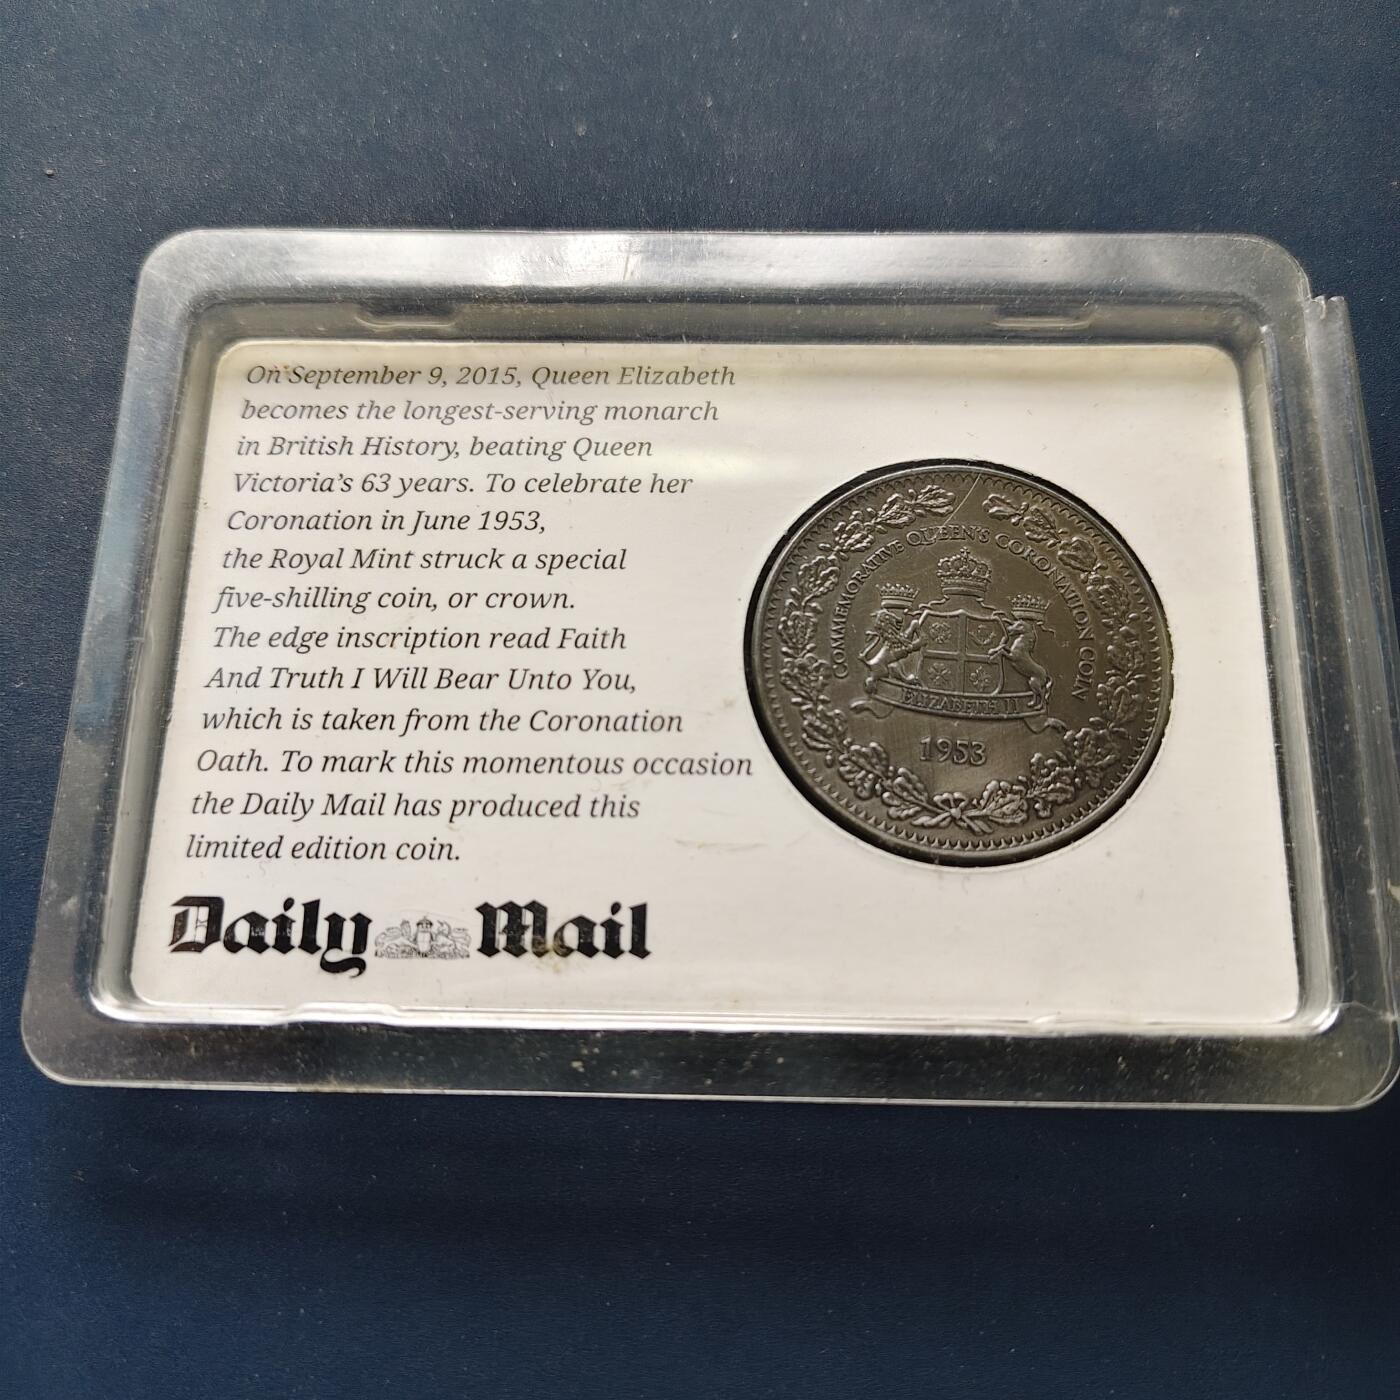 On September 9, 2015, Queen Elizabeth
becomes the longest-serving monarch
in British History, beating Queen
Victoria's 63 years. To celebrate her
Coronation in June 1953,
the Royal Mint struck a special
five-shilling coin, or crown.
The edge inscription read Faith
And Truth I Will Bear Unto You,
which is taken from the Coronation
Oath. To mark this momentous occasion
the Daily Mail has produced this
limited edition coin.
Daily Mail
COMMEMORATIVE QUEEN'S CORONATION COIN
ELIZABETH II
1953